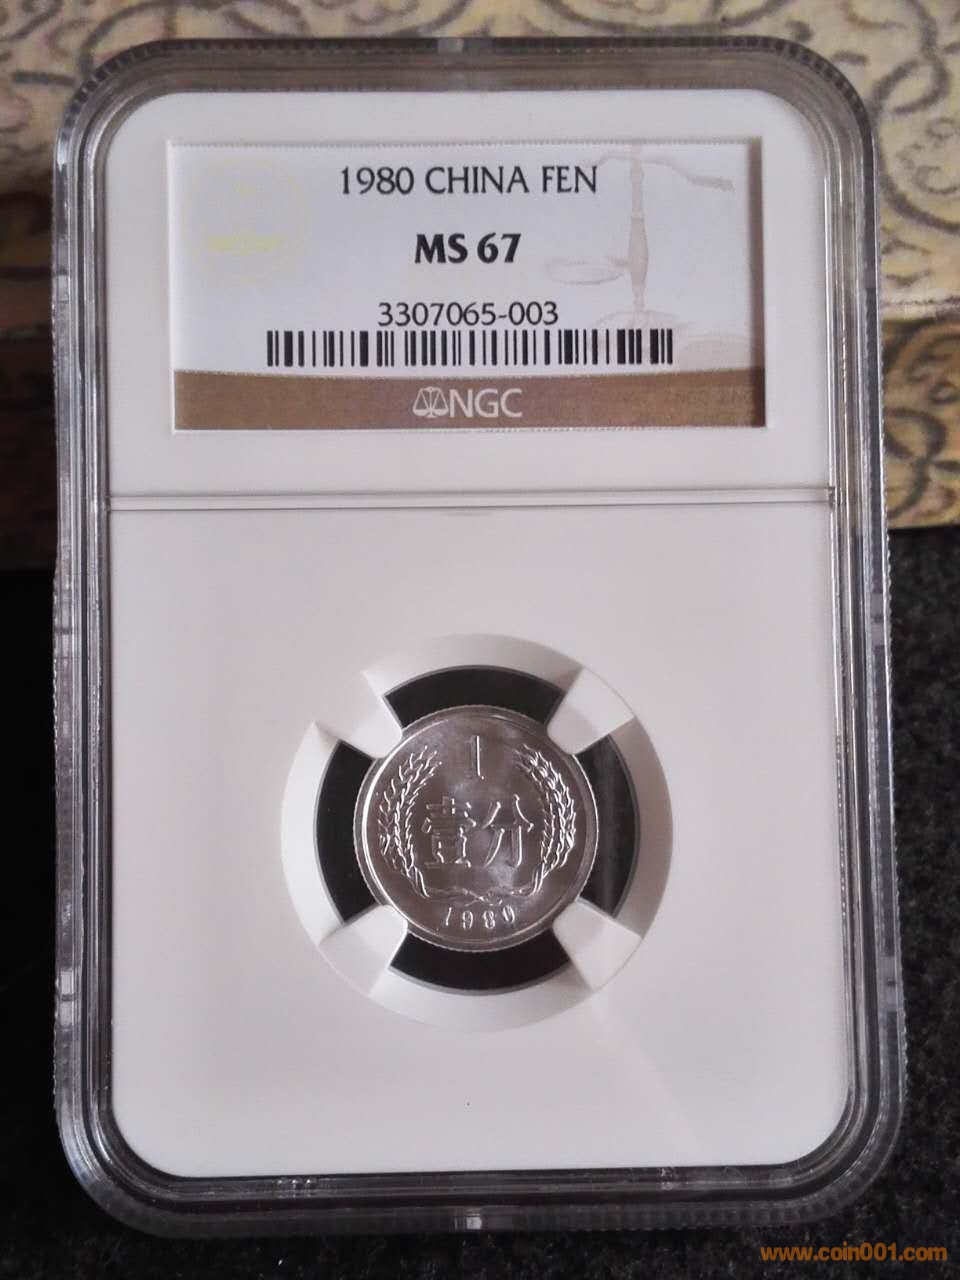 1980 CHINA FEN
MS 67
3307065-003
NGC
1
壹分
1980
www.coin001.com